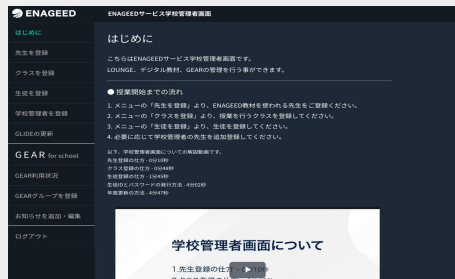 ENAGEED
ENAGEEDサービス学校管理者画面
はじめに
先生を登録
クラスを登録
生徒を登録
学校管理者を登録
GLIDEの更新
GEAR for school
GEAR利用状況
GEARグループを登録
お知らせを追加・編集
ログアウト
はじめに
こちらはENAGEEDサービス学校管理者画面です。
LOUNGE、デジタル教材、GEARの管理を行う事ができます。
● 授業開始までの流れ
1. メニューの「先生を登録」より、ENAGEED教材を使われる先生をご登録ください。
2. メニューの「クラスを登録」より、授業を行うクラスを登録してください。
3. メニューの「生徒を登録」より、生徒を登録してください。
4. 必要に応じて学校管理者の先生を追加登録してください。
以下、学校管理者画面についての解説動画です。
先生登録の仕方 - 0分10秒
クラス登録の仕方 - 0分48秒
生徒登録の仕方 - 1分45秒
生徒IDとパスワードの発行方法 - 4分02秒
年度更新の方法 - 4分47秒
学校管理者画面について
1.先生登録の仕方